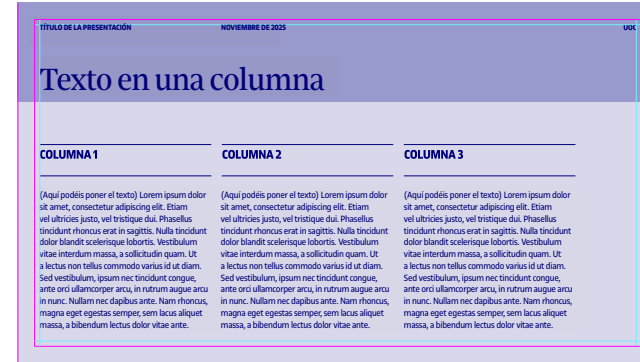 TÍTULO DE LA PRESENTACIÓN
NOVIEMBRE DE 2025
UOC
Texto en una columna
COLUMNA 1
(Aquí podéis poner el texto) Lorem ipsum dolor
sit amet, consectetur adipiscing elit. Etiam
vel ultricies justo, vel tristique dui. Phasellus
tincidunt rhoncus erat in sagittis. Nulla tincidunt
dolor blandit scelerisque lobortis. Vestibulum
vitae interdum massa, a sollicitudin quam. Ut
a lectus non tellus commodo varius id ut diam.
Sed vestibulum, ipsum nec tincidunt congue,
ante orci ullamcorper arcu, in rutrum augue arcu
in nunc. Nullam nec dapibus ante. Nam rhoncus,
magna eget egestas semper, sem lacus aliquet
massa, a bibendum lectus dolor vitae ante.
COLUMNA 2
(Aquí podéis poner el texto) Lorem ipsum dolor
sit amet, consectetur adipiscing elit. Etiam
vel ultricies justo, vel tristique dui. Phasellus
tincidunt rhoncus erat in sagittis. Nulla tincidunt
dolor blandit scelerisque lobortis. Vestibulum
vitae interdum massa, a sollicitudin quam. Ut
a lectus non tellus commodo varius id ut diam.
Sed vestibulum, ipsum nec tincidunt congue,
ante orci ullamcorper arcu, in rutrum augue arcu
in nunc. Nullam nec dapibus ante. Nam rhoncus,
magna eget egestas semper, sem lacus aliquet
massa, a bibendum lectus dolor vitae ante.
COLUMNA 3
(Aquí podéis poner el texto) Lorem ipsum dolor
sit amet, consectetur adipiscing elit. Etiam
vel ultricies justo, vel tristique dui. Phasellus
tincidunt rhoncus erat in sagittis. Nulla tincidunt
dolor blandit scelerisque lobortis. Vestibulum
vitae interdum massa, a sollicitudin quam. Ut
a lectus non tellus commodo varius id ut diam.
Sed vestibulum, ipsum nec tincidunt congue,
ante orci ullamcorper arcu, in rutrum augue arcu
in nunc. Nullam nec dapibus ante. Nam rhoncus,
magna eget egestas semper, sem lacus aliquet
massa, a bibendum lectus dolor vitae ante.